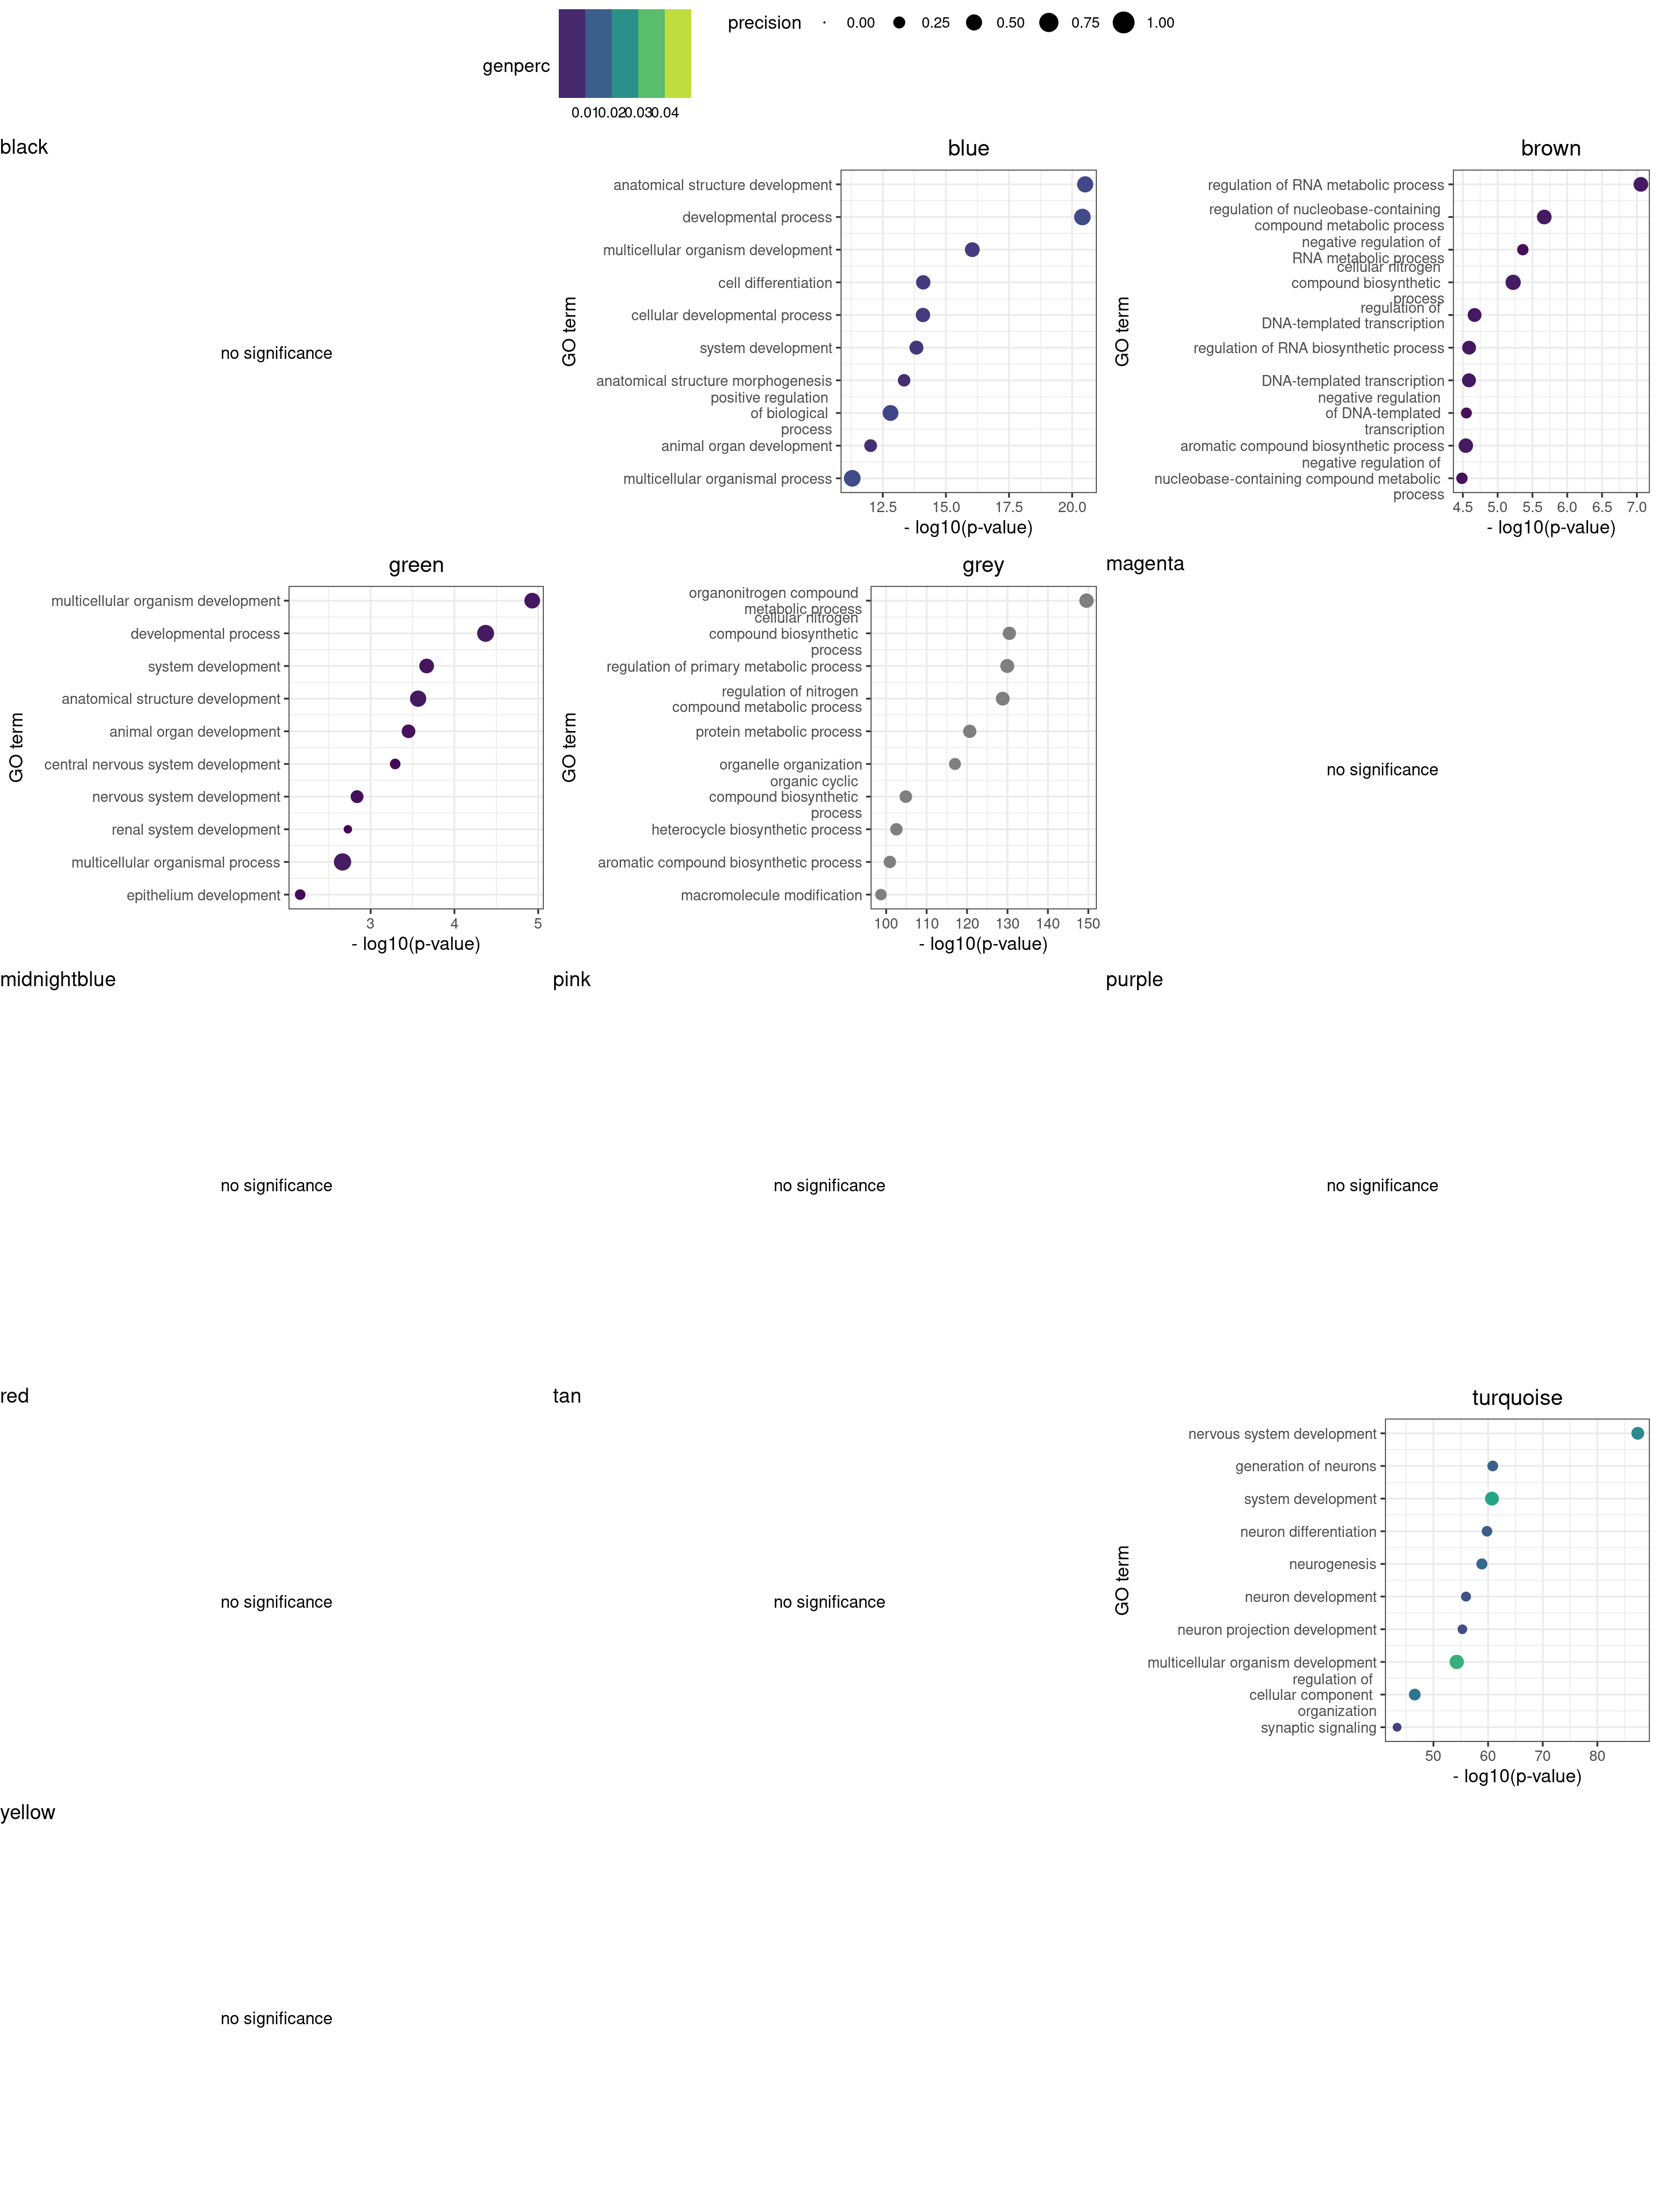 precision 0.00 0.25 0.50 0.75 1.00
genperc
0.01 0.02 0.03 0.04
black
no significance
blue
GO term
anatomical structure development
developmental process
multicellular organism development
cell differentiation
cellular developmental process
system development
anatomical structure morphogenesis
positive regulation
of biological
process
animal organ development
multicellular organismal process
12.5 15.0 17.5 20.0
- log10(p-value)
brown
GO term
regulation of RNA metabolic process
regulation of nucleobase-containing
compound metabolic process
negative regulation of
RNA metabolic process
cellular nitrogen
compound biosynthetic
process
regulation of
DNA-templated transcription
regulation of RNA biosynthetic process
DNA-templated transcription
negative regulation
of DNA-templated
transcription
aromatic compound biosynthetic process
negative regulation of
nucleobase-containing compound metabolic
process
4.5 5.0 5.5 6.0 6.5 7.0
- log10(p-value)
green
GO term
multicellular organism development
developmental process
system development
anatomical structure development
animal organ development
central nervous system development
nervous system development
renal system development
multicellular organismal process
epithelium development
3 4 5
- log10(p-value)
grey
GO term
organonitrogen compound
metabolic process
cellular nitrogen
compound biosynthetic
process
regulation of primary metabolic process
regulation of nitrogen
compound metabolic process
protein metabolic process
organelle organization
organic cyclic
compound biosynthetic
process
heterocycle biosynthetic process
aromatic compound biosynthetic process
macromolecule modification
100 110 120 130 140 150
- log10(p-value)
magenta
no significance
midnightblue
no significance
pink
no significance
purple
no significance
red
no significance
tan
no significance
turquoise
GO term
nervous system development
generation of neurons
system development
neuron differentiation
neurogenesis
neuron development
neuron projection development
multicellular organism development
regulation of
cellular component
organization
synaptic signaling
50 60 70 80
- log10(p-value)
yellow
no significance